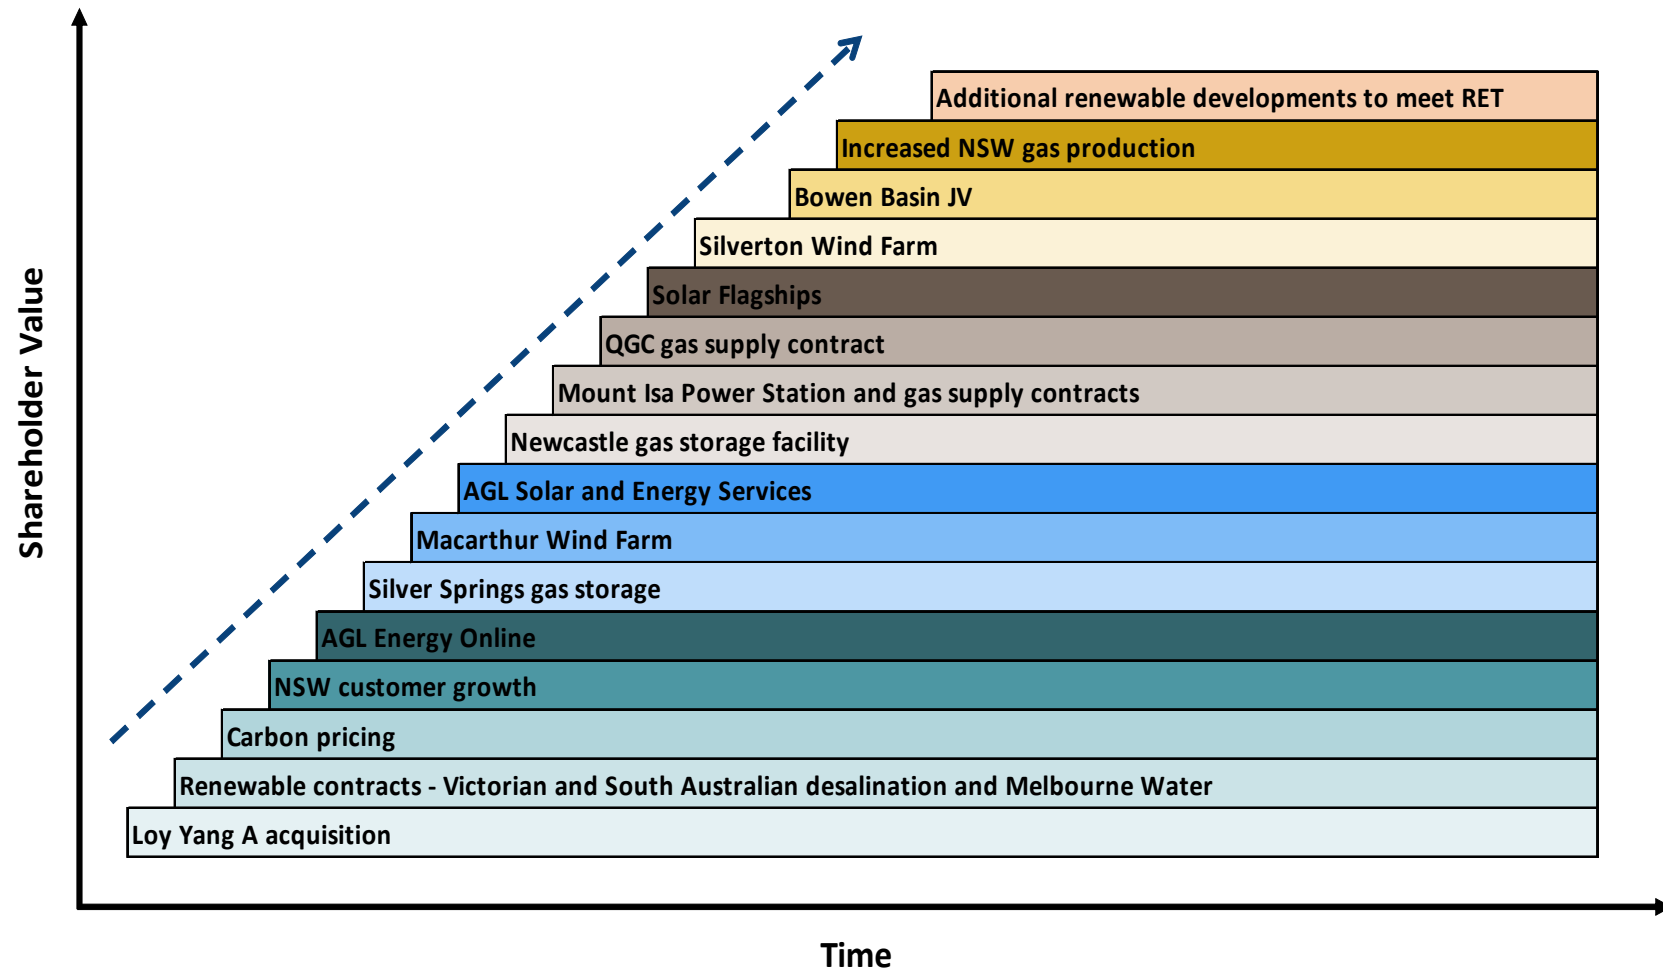 Shareholder Value
Additional renewable developments to meet RET
Increased NSW gas production
Bowen Basin JV
Silverton Wind Farm
Solar Flagships
QGC gas supply contract
Mount Isa Power Station and gas supply contracts
Newcastle gas storage facility
AGL Solar and Energy Services
Macarthur Wind Farm
Silver Springs gas storage
AGL Energy Online
NSW customer growth
Carbon pricing
Renewable contracts - Victorian and South Australian desalination and Melbourne Water
Loy Yang A acquisition
Time